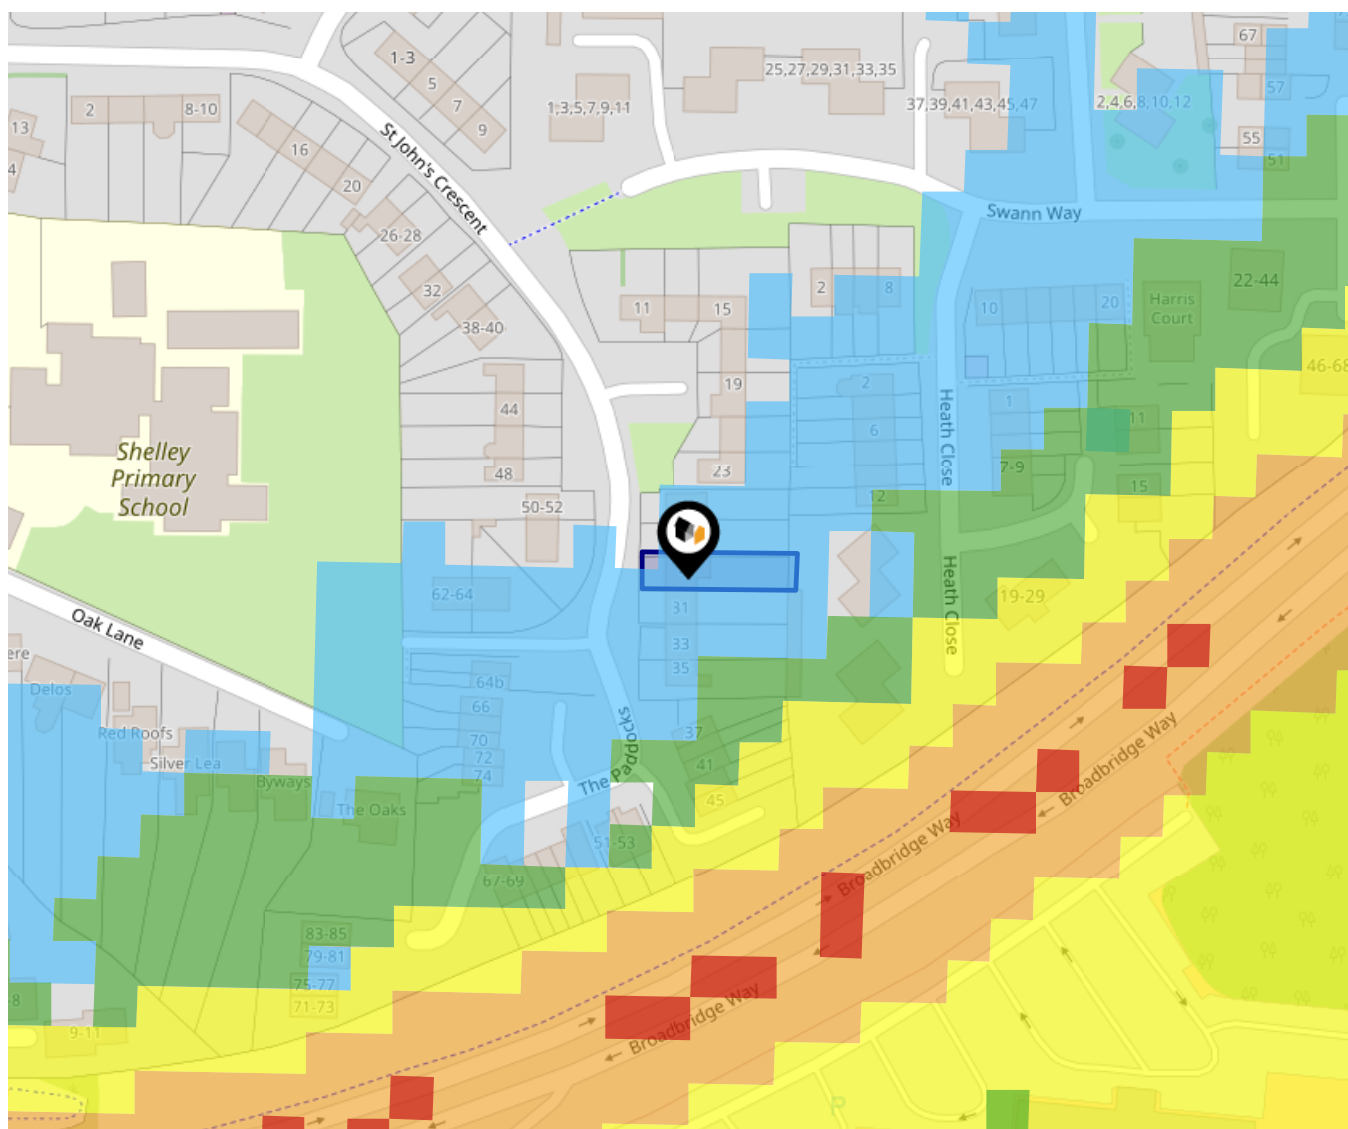 1-3
5
7
9
2
8-10
13
4
16
20
St John's Crescent
1,3,5,7,9,11
25,27,29,31,33,35
37,39,41,43,45,47
2,4,6,8,10,12
67
57
55
51
Swann Way
26-28
32
38-40
11
15
2
8
10
20
Harris
Court
22-44
46-68
19
44
2
6
12
Heath Close
1
7-9
11
15
23
48
50-52
Shelley
Primary
School
Oak Lane
62-64
31
33
35
Heath Close
19-29
ere
Delos
Red Roofs
Silver Lea
Byways
The Oaks
64b
66
70
72
74
The Paddocks
37
41
45
51-53
67-69
Broadbridge Way
Broadbridge Way
Broadbridge Way
83-85
79-81
75-77
71-73
-8
9-11
P